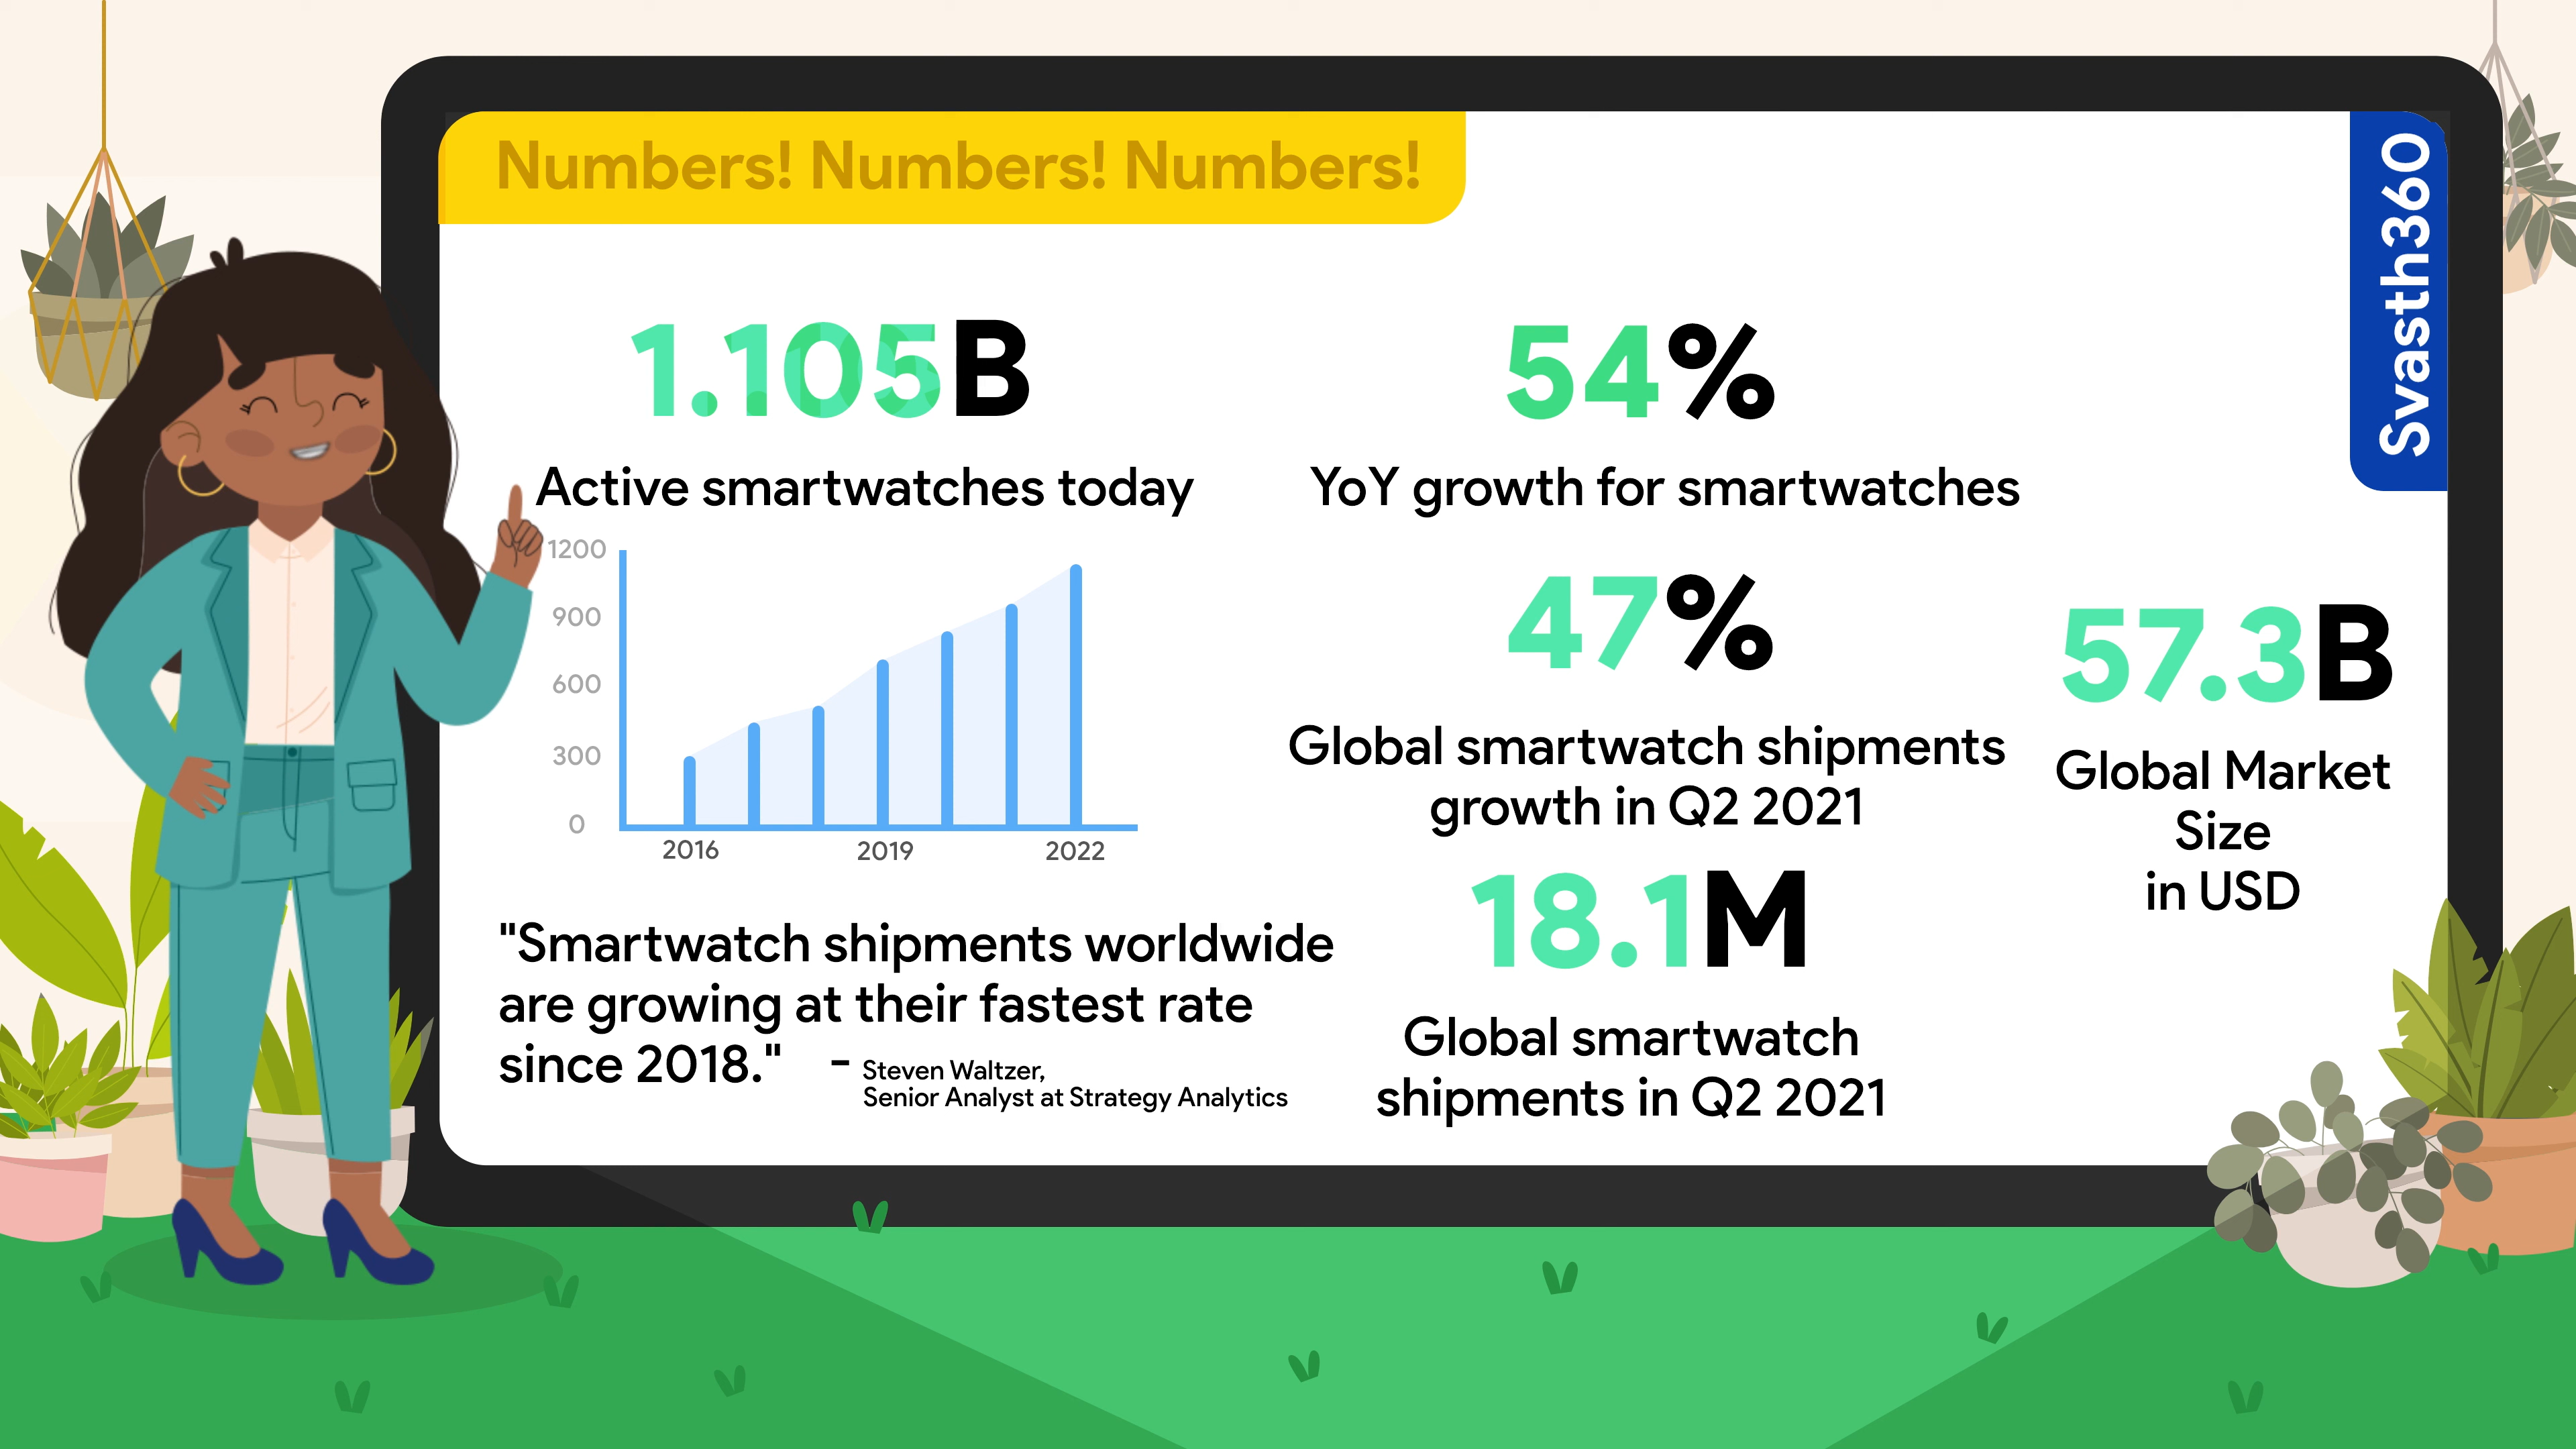 Numbers! Numbers! Numbers!
Svasth360
1.105B
Active smartwatches today
1200
900
600
300
0
2016
2019
2022
"Smartwatch shipments worldwide
are growing at their fastest rate
since 2018."
- Steven Waltzer,
Senior Analyst at Strategy Analytics
54%
YoY growth for smartwatches
47%
Global smartwatch shipments
growth in Q2 2021
18.1M
Global smartwatch
shipments in Q2 2021
57.3B
Global Market
Size
in USD